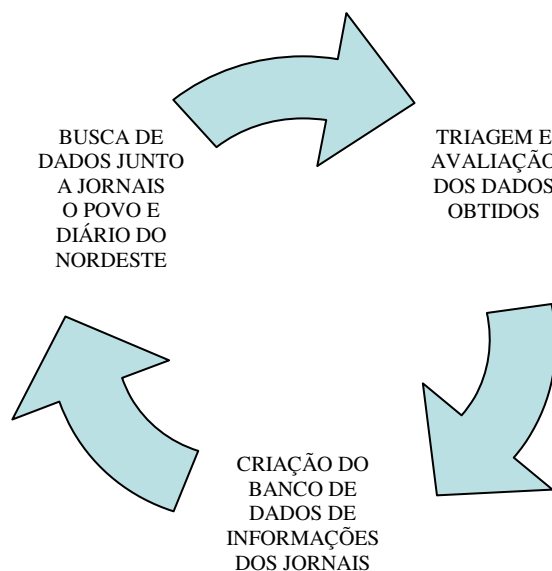 BUSCA DE
DADOS JUNTO
A JORNAIS
O POVO E
DIÁRIO DO
NORDESTE
TRIAGEM E
AVALIAÇÃO
DOS DADOS
OBTIDOS
CRIAÇÃO DO
BANCO DE
DADOS DE
INFORMAÇÕES
DOS JORNAIS